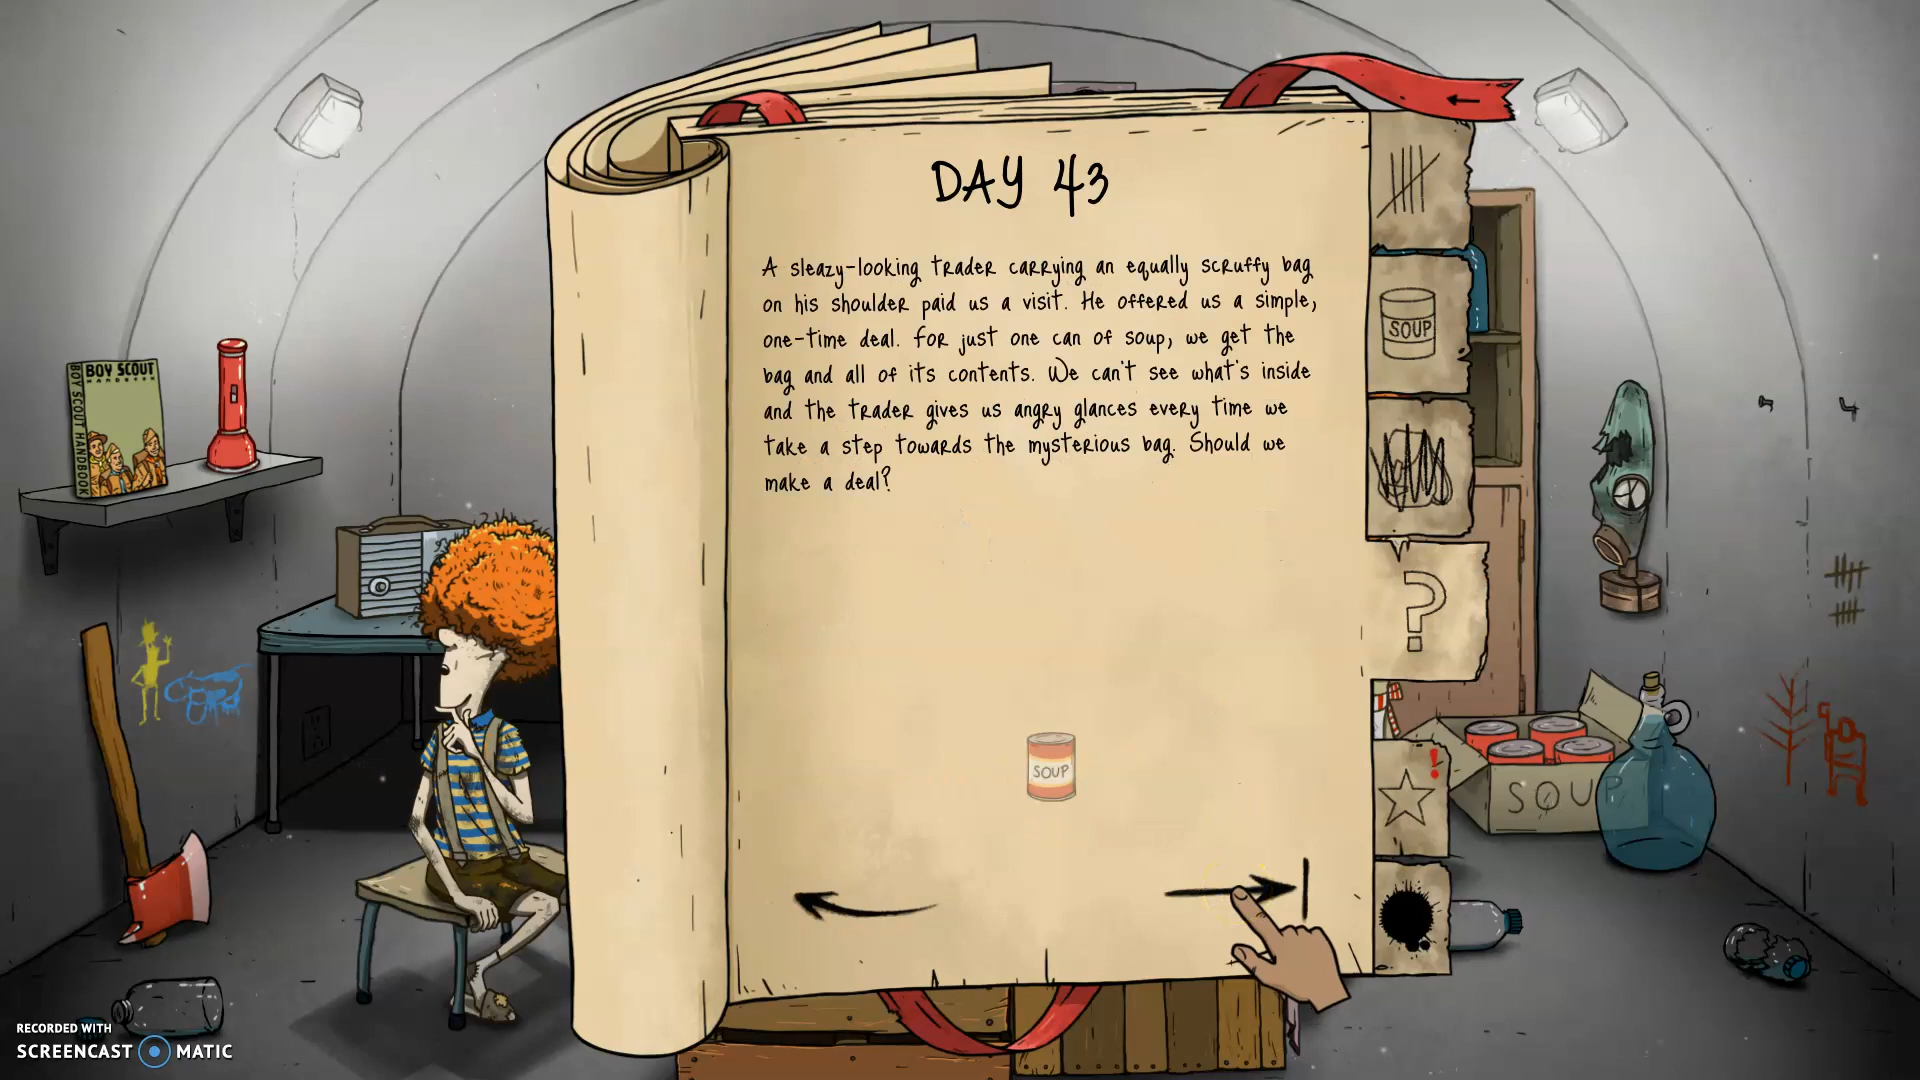 DAY 43
A sleazy-looking trader carrying an equally scruffy bag
on his shoulder paid us a visit. He offered us a simple,
one-time deal. For just one can of soup, we get the
bag and all of its contents. We can't see what's inside
and the trader gives us angry glances every time we
take a step towards the mysterious bag. Should we
make a deal?
SOUP
SOUP
BOY SCOUT
HANDBOOK
BOY SCOUT HANDBOOK
SOUP
RECORDED WITH
SCREENCAST MATIC